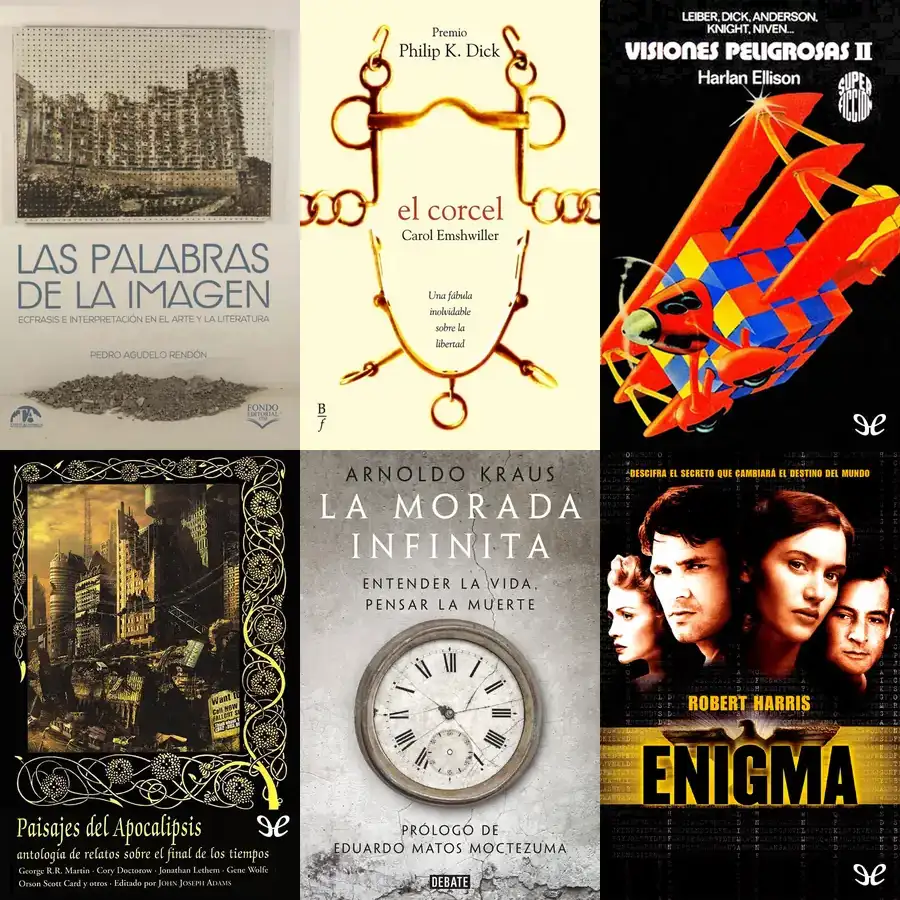 LAS PALABRAS
DE LA IMAGEN
ECFRASIS E INTERPRETACIÓN EN EL ARTE Y LA LITERATURA
PEDRO AGUDELO RENDÓN
FONDO
EDITORIAL
Premio
Philip K. Dick
el corcel
Carol Emshwiller
Una fábula
inolvidable
sobre la
libertad
B
f
LEIBER, DICK, ANDERSON,
KNIGHT, NIVEN...
VISIONES PELIGROSAS II
Harlan Ellison
SUPER
FICCION
Want to
Paisajes del Apocalipsis
antología de relatos sobre el final de los tiempos
George R.R. Martin · Cory Doctorow · Jonathan Lethem · Gene Wolfe
Orson Scott Card y otros · Editado por JOHN JOSEPH ADAMS
ARNOLDO KRAUS
LA MORADA
INFINITA
ENTENDER LA VIDA,
PENSAR LA MUERTE
PRÓLOGO DE
EDUARDO MATOS MOCTEZUMA
DEBATE
DESCIFRA EL SECRETO QUE CAMBIARÁ EL DESTINO DEL MUNDO
ROBERT HARRIS
ENIGMA